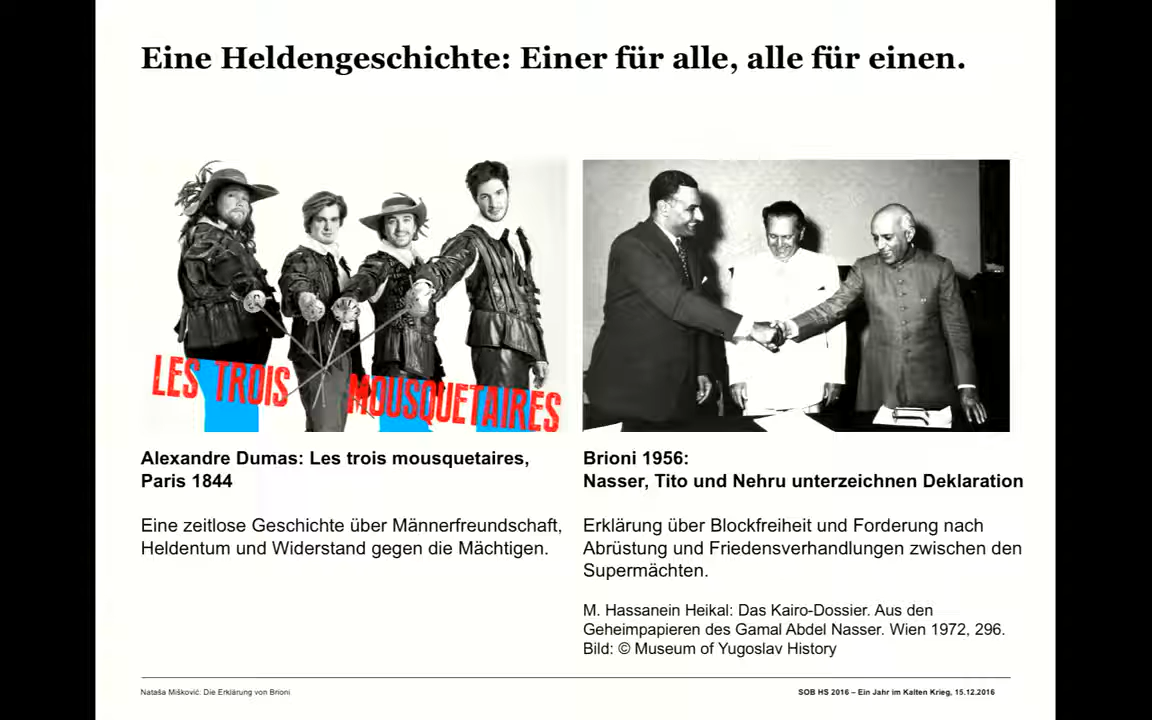 Eine Heldengeschichte: Einer für alle, alle für einen.
LES TROIS MOUSQUETAIRES
Alexandre Dumas: Les trois mousquetaires,
Paris 1844
Eine zeitlose Geschichte über Männerfreundschaft,
Heldentum und Widerstand gegen die Mächtigen.
Brioni 1956:
Nasser, Tito und Nehru unterzeichnen Deklaration
Erklärung über Blockfreiheit und Forderung nach
Abrüstung und Friedensverhandlungen zwischen den
Supermächten.
M. Hassanein Heikal: Das Kairo-Dossier. Aus den
Geheimpapieren des Gamal Abdel Nasser. Wien 1972, 296.
Bild: © Museum of Yugoslav History
Nataša Mišković: Die Erklärung von Brioni
SOB HS 2016 – Ein Jahr im Kalten Krieg, 15.12.2016